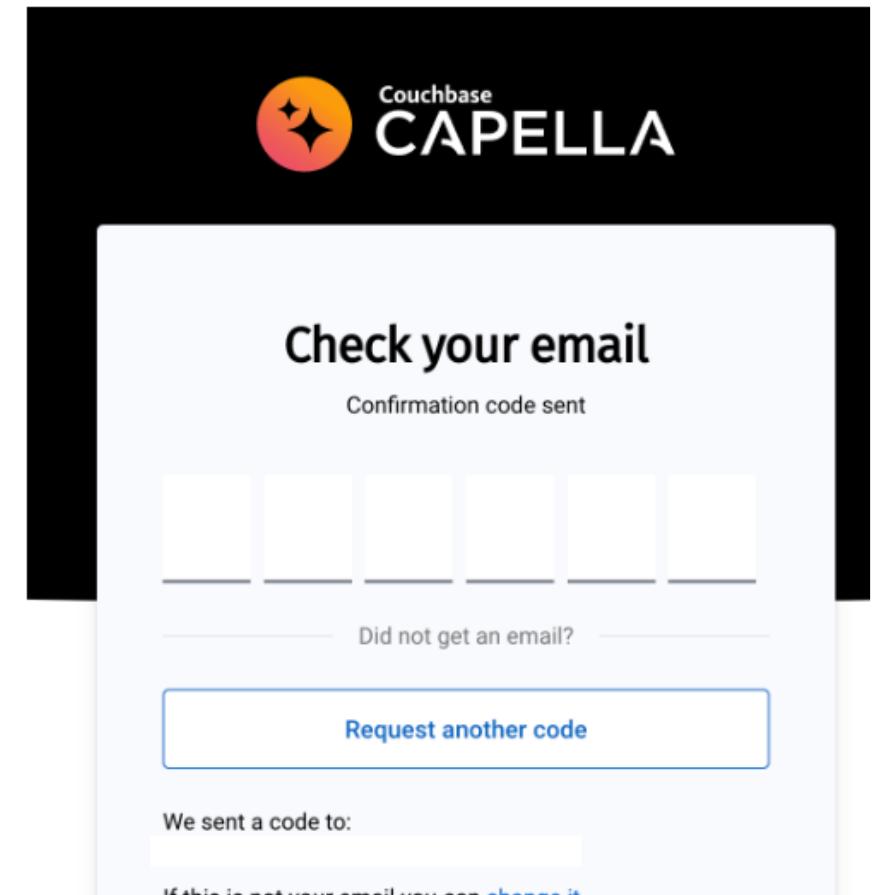 Couchbase
CAPELLA
Check your email
Confirmation code sent
Did not get an email?
Request another code
We sent a code to:
If this is not your email you can change it